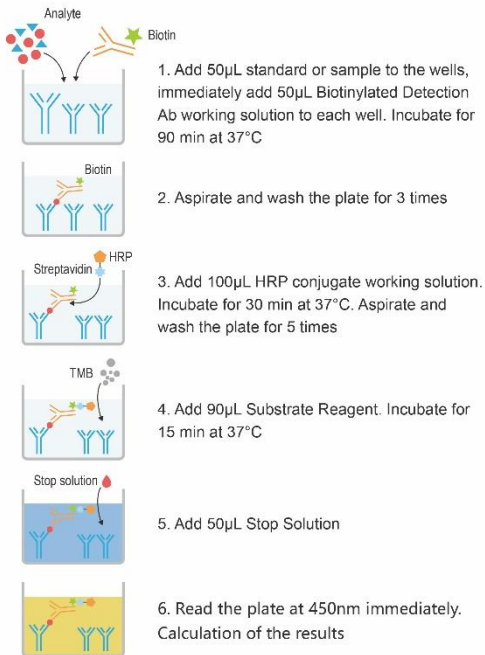 Analyte
Biotin
1. Add 50μL standard or sample to the wells,
immediately add 50μL Biotinylated Detection
Ab working solution to each well. Incubate for
90 min at 37°C
Biotin
2. Aspirate and wash the plate for 3 times
HRP
Streptavidin
3. Add 100μL HRP conjugate working solution.
Incubate for 30 min at 37°C. Aspirate and
wash the plate for 5 times
TMB
4. Add 90μL Substrate Reagent. Incubate for
15 min at 37°C
Stop solution
5. Add 50μL Stop Solution
6. Read the plate at 450nm immediately.
Calculation of the results